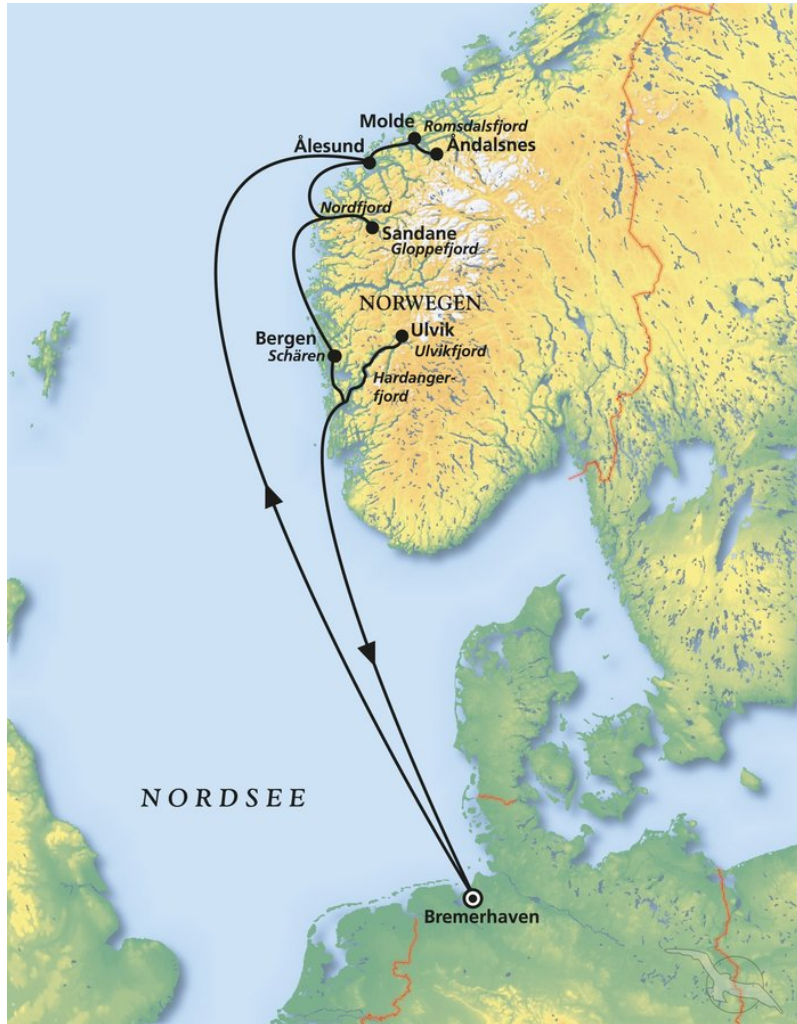 Molde
Romsdalsfjord
Ålesund
Åndalsnes
Nordfjord
Sandane
Gloppefjord
NORWEGEN
Bergen
Schären
Ulvik
Ulvikfjord
Hardanger-
fjord
NORDSEE
Bremerhaven